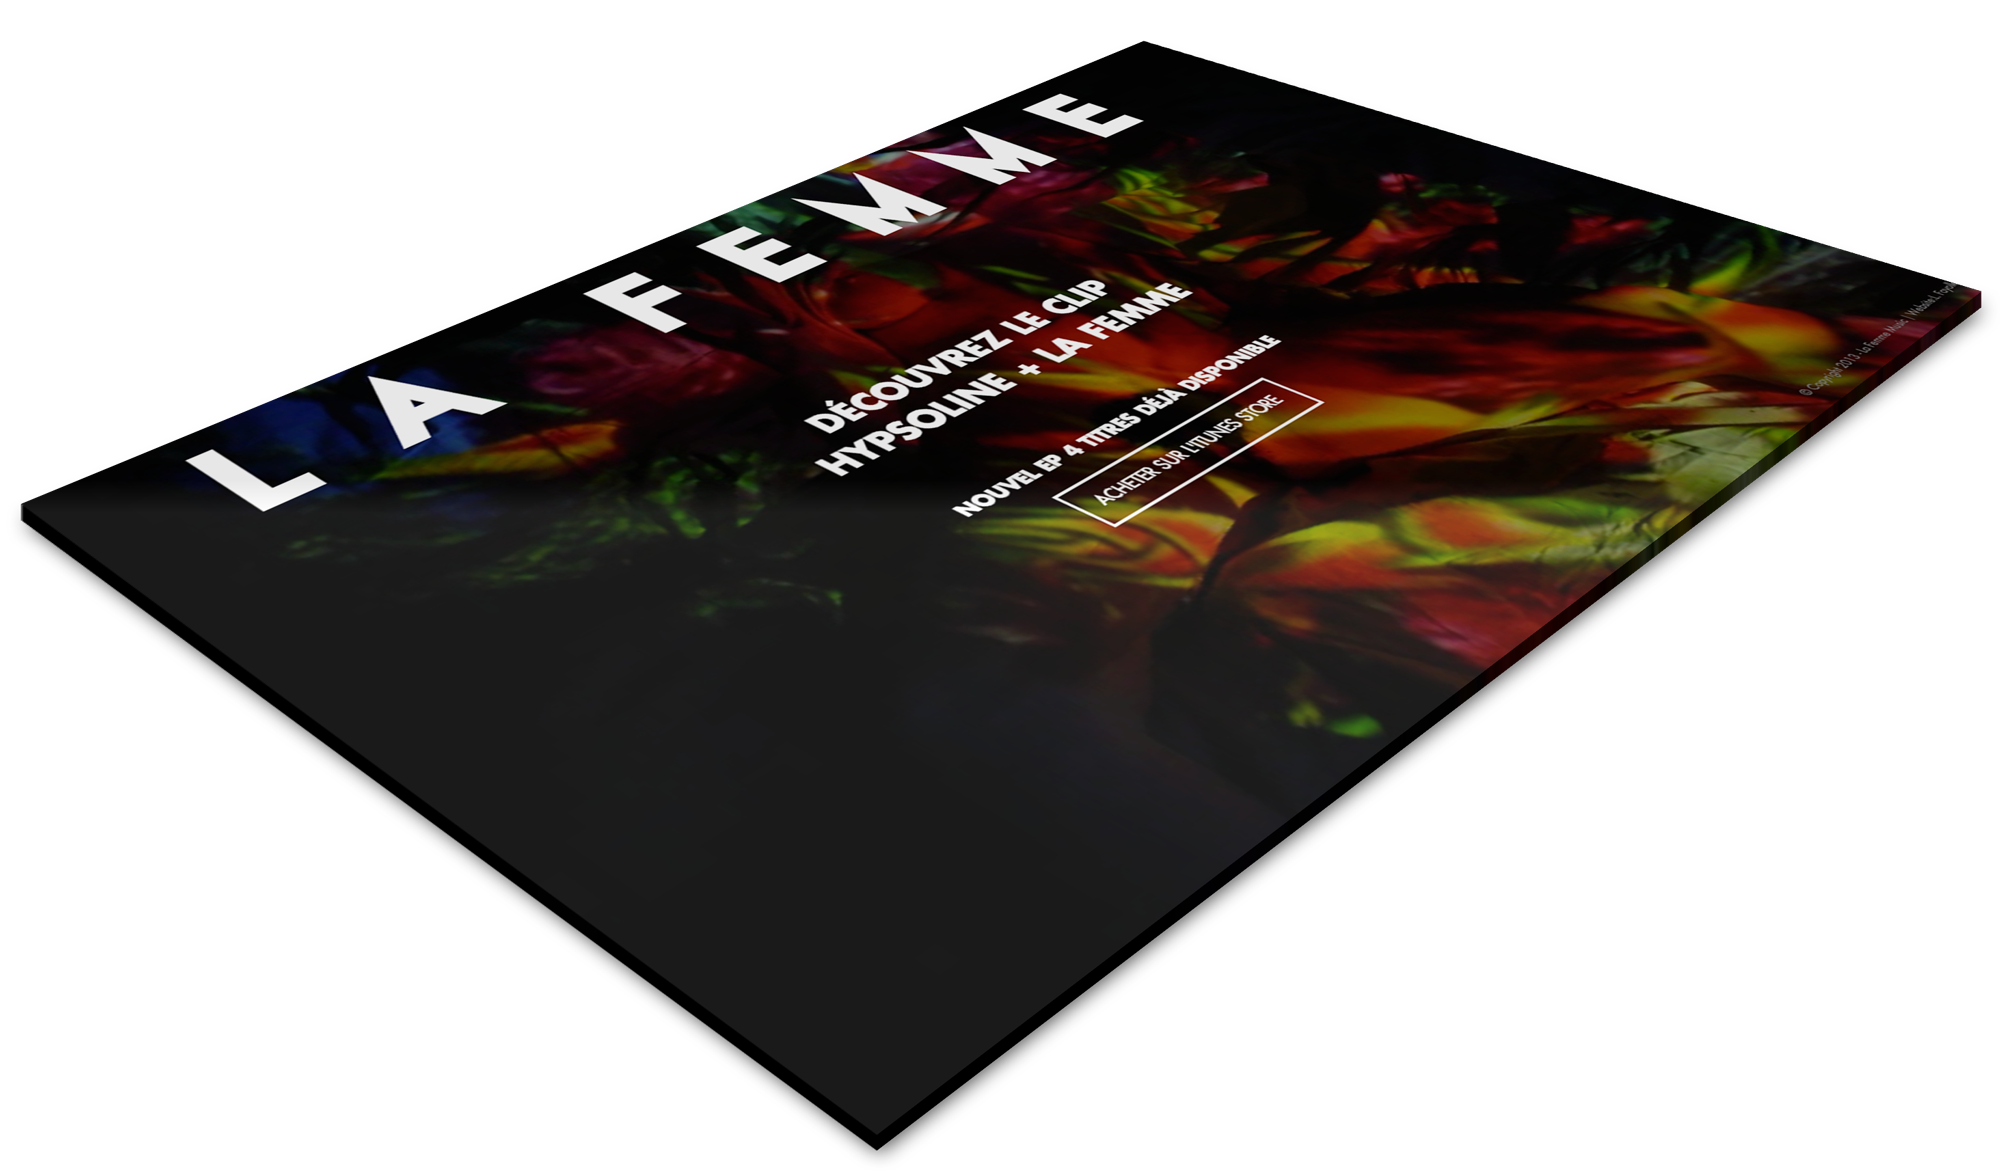 LA FEMME
DÉCOUVREZ LE CLIP
HYPSOLINE + LA FEMME
NOUVEL EP 4 TITRES DÉJÀ DISPONIBLE
ACHETER SUR L'ITUNES STORE
© Copyright 2013 - La Femme Music | Website